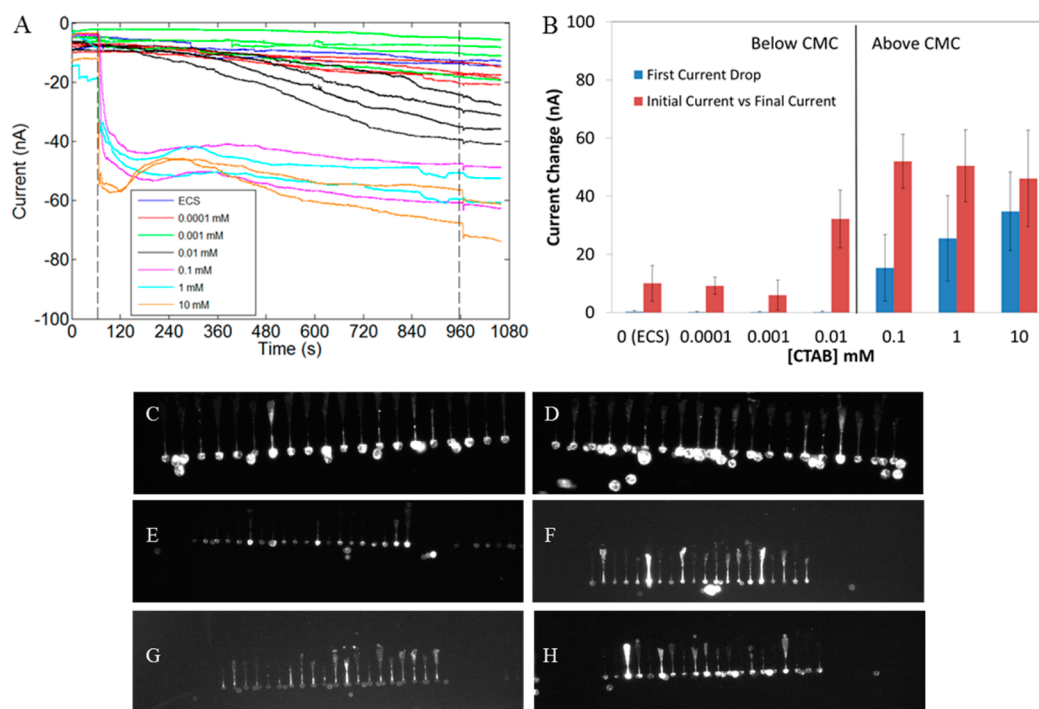 A
Current (nA)
0
-20
-40
-60
-80
-100
ECS
0.0001 mM
0.001 mM
0.01 mM
0.1 mM
1 mM
10 mM
0 120 240 360 480 600 720 840 960 1080
Time (s)
B
Current Change (nA)
100
80
60
40
20
0
Below CMC Above CMC
First Current Drop
Initial Current vs Final Current
0 (ECS) 0.0001 0.001 0.01 0.1 1 10
[CTAB] mM
C
D
E
F
G
H